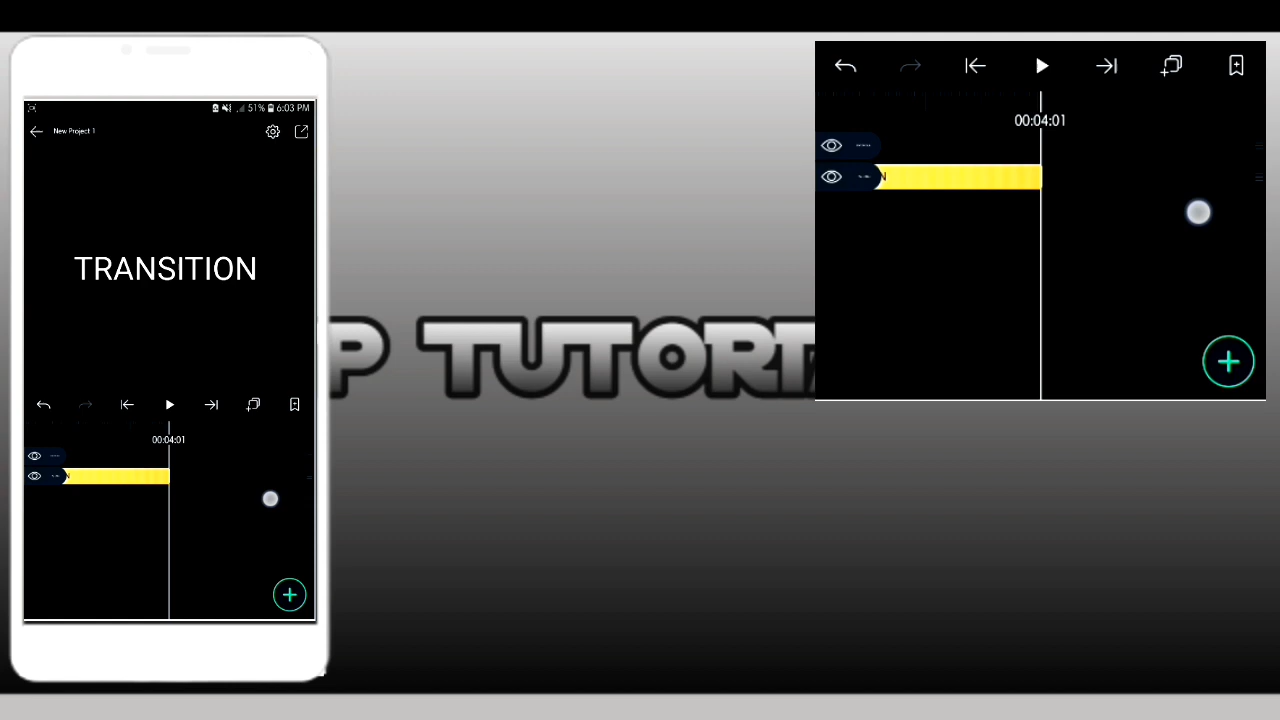 51% 6:03 PM
New Project 1
TRANSITION
00:04:01
00:04:01
N
P TUTORI